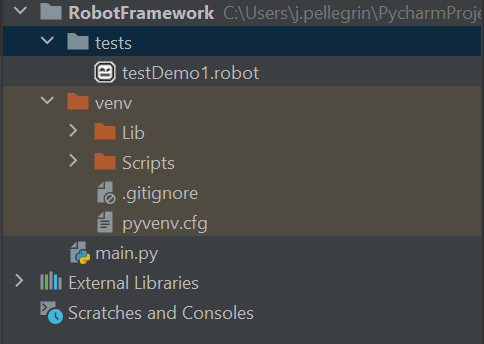 RobotFramework C:\Users\j.pellegrin\PycharmProje
tests
testDemo1.robot
venv
Lib
Scripts
.gitignore
pyvenv.cfg
main.py
External Libraries
Scratches and Consoles